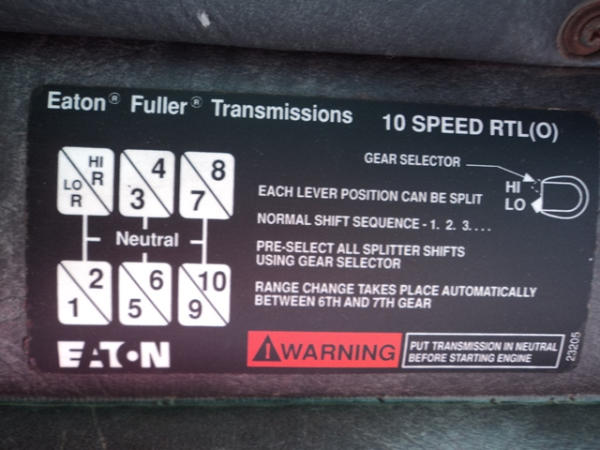 Eaton® Fuller® Transmissions
10 SPEED RTL(O)
HI R
LO R
4
3
8
7
Neutral
2
1
6
5
10
9
GEAR SELECTOR
HI
LO
EACH LEVER POSITION CAN BE SPLIT
NORMAL SHIFT SEQUENCE - 1. 2. 3. . . .
PRE-SELECT ALL SPLITTER SHIFTS
USING GEAR SELECTOR
RANGE CHANGE TAKES PLACE AUTOMATICALLY
BETWEEN 6TH AND 7TH GEAR
EATON
WARNING
PUT TRANSMISSION IN NEUTRAL
BEFORE STARTING ENGINE
23205